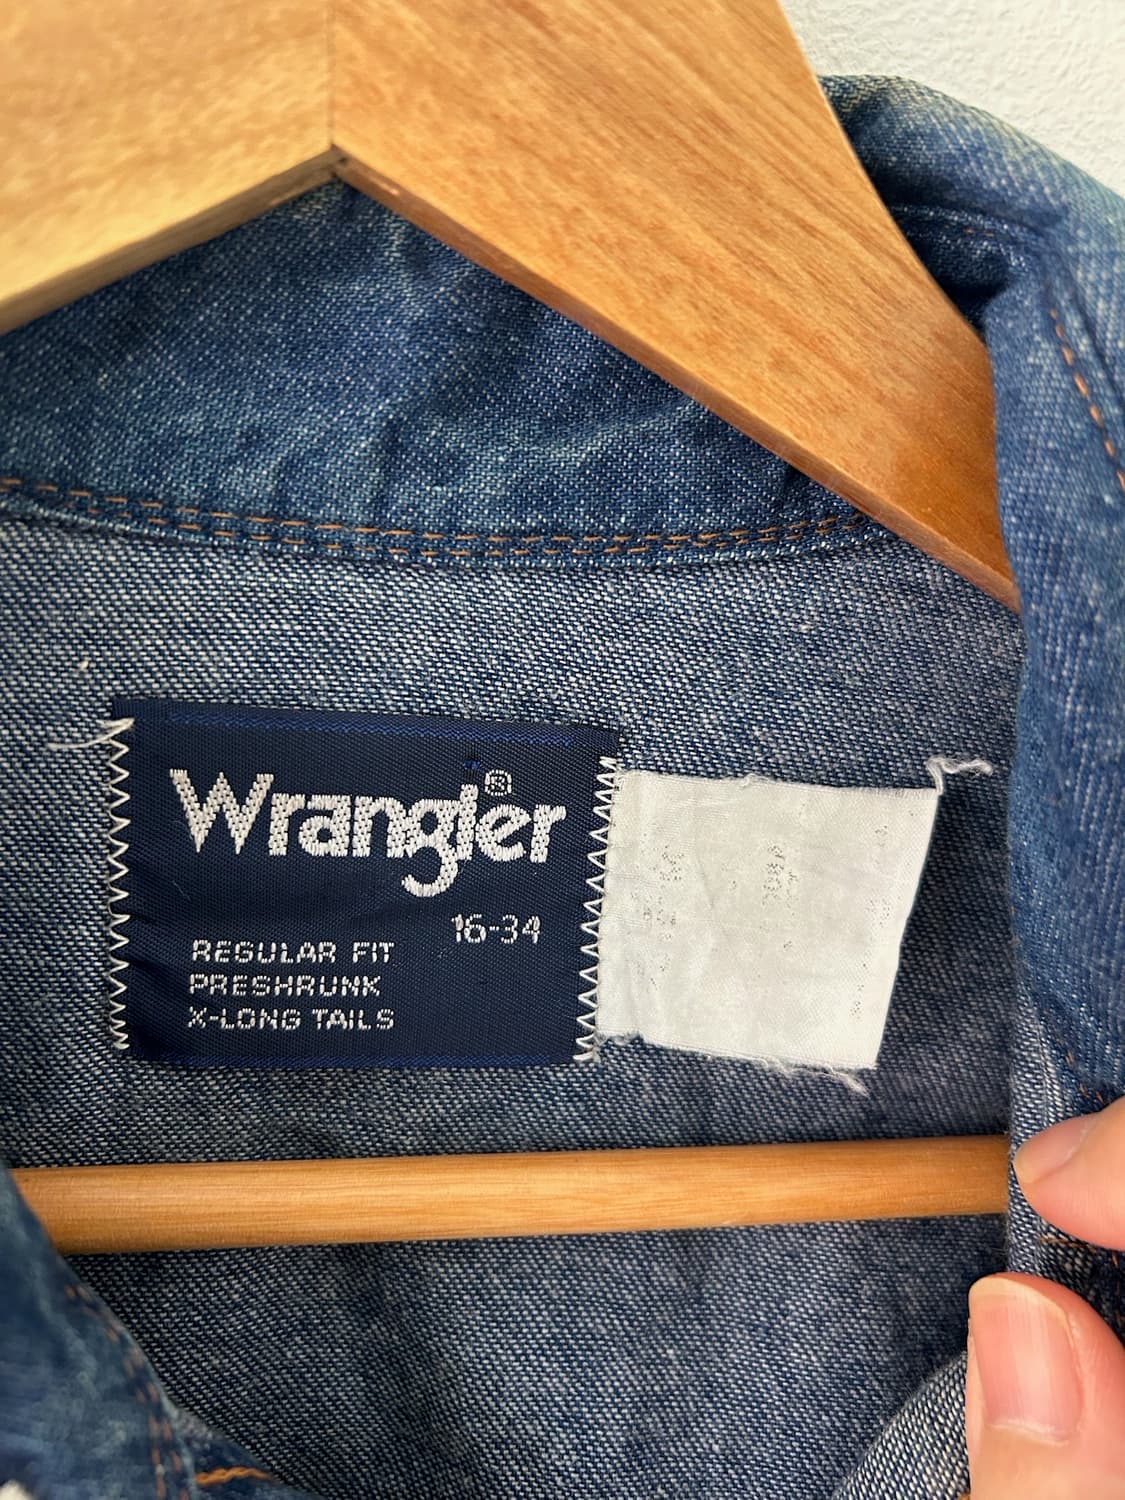 Wrangler®
16-34
REGULAR FIT
PRESHRUNK
X-LONG TAILS